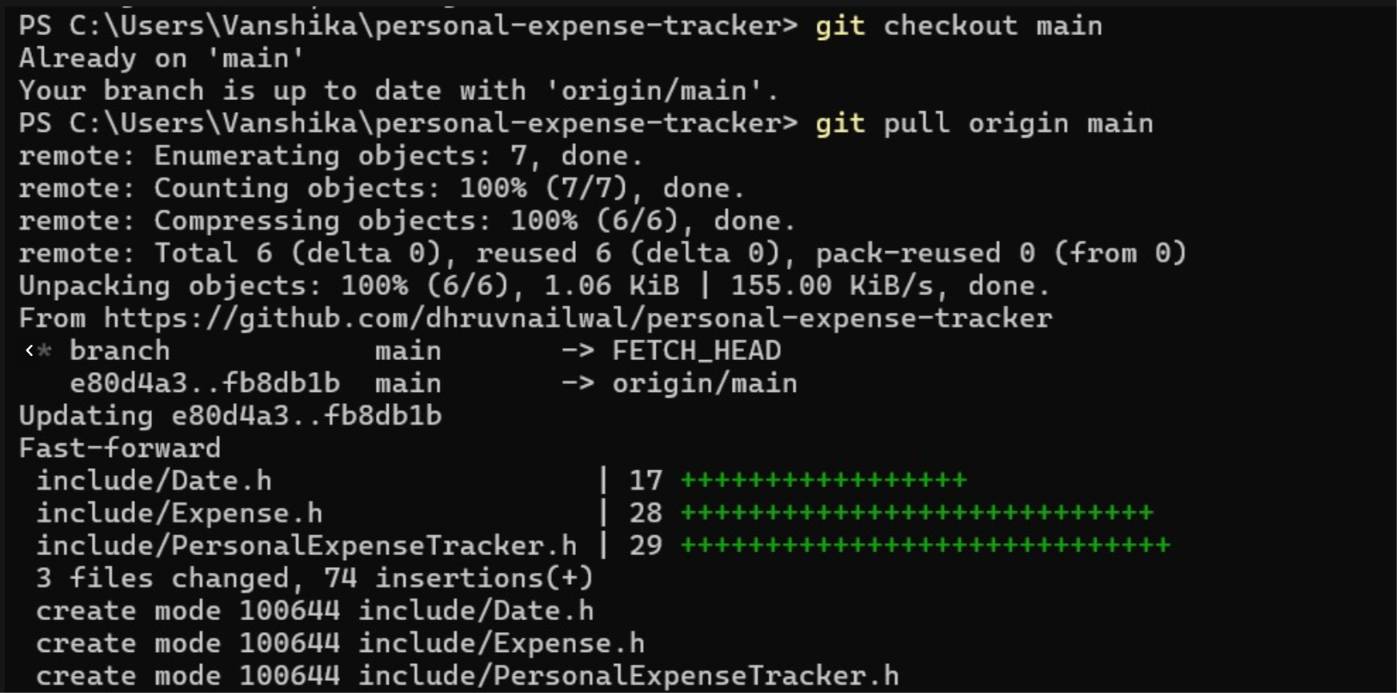 PS C:\Users\Vanshika\personal-expense-tracker> git checkout main
Already on 'main'
Your branch is up to date with 'origin/main'.
PS C:\Users\Vanshika\personal-expense-tracker> git pull origin main
remote: Enumerating objects: 7, done.
remote: Counting objects: 100% (7/7), done.
remote: Compressing objects: 100% (6/6), done.
remote: Total 6 (delta 0), reused 6 (delta 0), pack-reused 0 (from 0)
Unpacking objects: 100% (6/6), 1.06 KiB | 155.00 KiB/s, done.
From https://github.com/dhruvnailwal/personal-expense-tracker
‹* branch            main       -> FETCH_HEAD
   e80d4a3..fb8db1b  main       -> origin/main
Updating e80d4a3..fb8db1b
Fast-forward
 include/Date.h                   | 17 +++++++++++++++++
 include/Expense.h                | 28 ++++++++++++++++++++++++++++
 include/PersonalExpenseTracker.h | 29 +++++++++++++++++++++++++++++
 3 files changed, 74 insertions(+)
 create mode 100644 include/Date.h
 create mode 100644 include/Expense.h
 create mode 100644 include/PersonalExpenseTracker.h